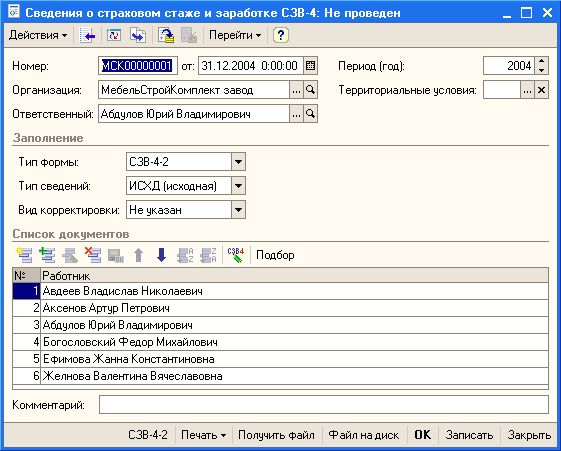 Сведения о страховом стаже и заработке СЗВ-4: Не проведен
Действия Перейти ?
Номер: МСК00000001 от: 31.12.2004 0:00:00 Период (год): 2004
Организация: МебельСтройКомплект завод ... Территориальные условия: ... x
Ответственный: Абдулов Юрий Владимирович ...
Заполнение
Тип формы: СЗВ-4-2
Тип сведений: ИСХД (исходная)
Вид корректировки: Не указан
Список документов
СЗВ4 Подбор
№ Работник
1 Авдеев Владислав Николаевич
2 Аксенов Артур Петрович
3 Абдулов Юрий Владимирович
4 Богословский Федор Михайлович
5 Ефимова Жанна Константиновна
6 Желнова Валентина Вячеславовна
Комментарий:
СЗВ-4-2 Печать Получить файл Файл на диск OK Записать Закрыть